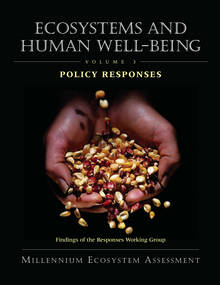 ECOSYSTEMS AND
HUMAN WELL-BEING
VOLUME 3
POLICY RESPONSES
Findings of the Responses Working Group
MILLENNIUM ECOSYSTEM ASSESSMENT